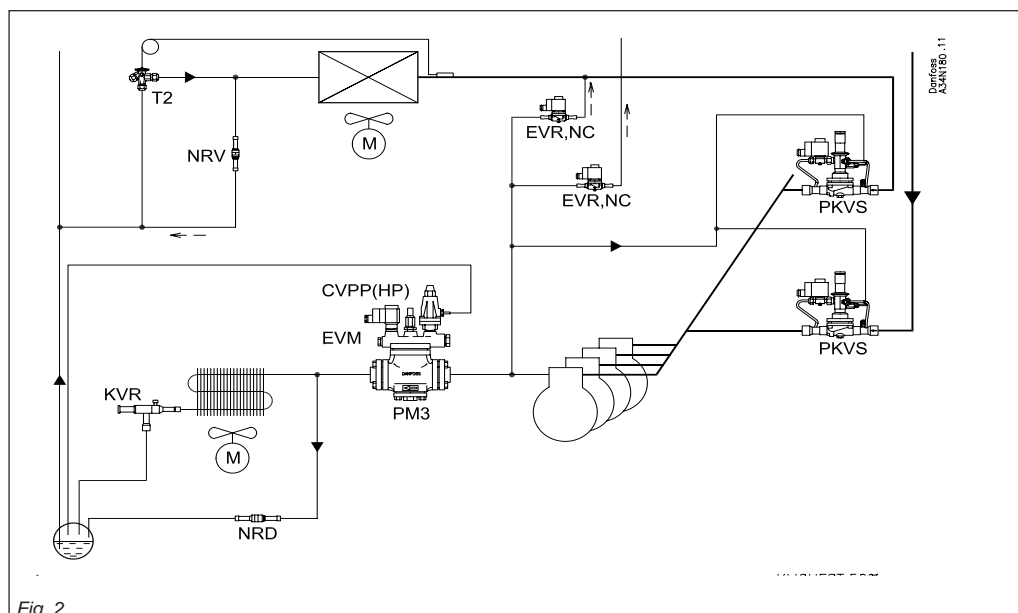 Danfoss
A34N180.11
T2
M
NRV
EVR,NC
EVR,NC
PKVS
PKVS
CVPP(HP)
EVM
DANFOSS
PM3
KVR
M
NRD
Fig. 2